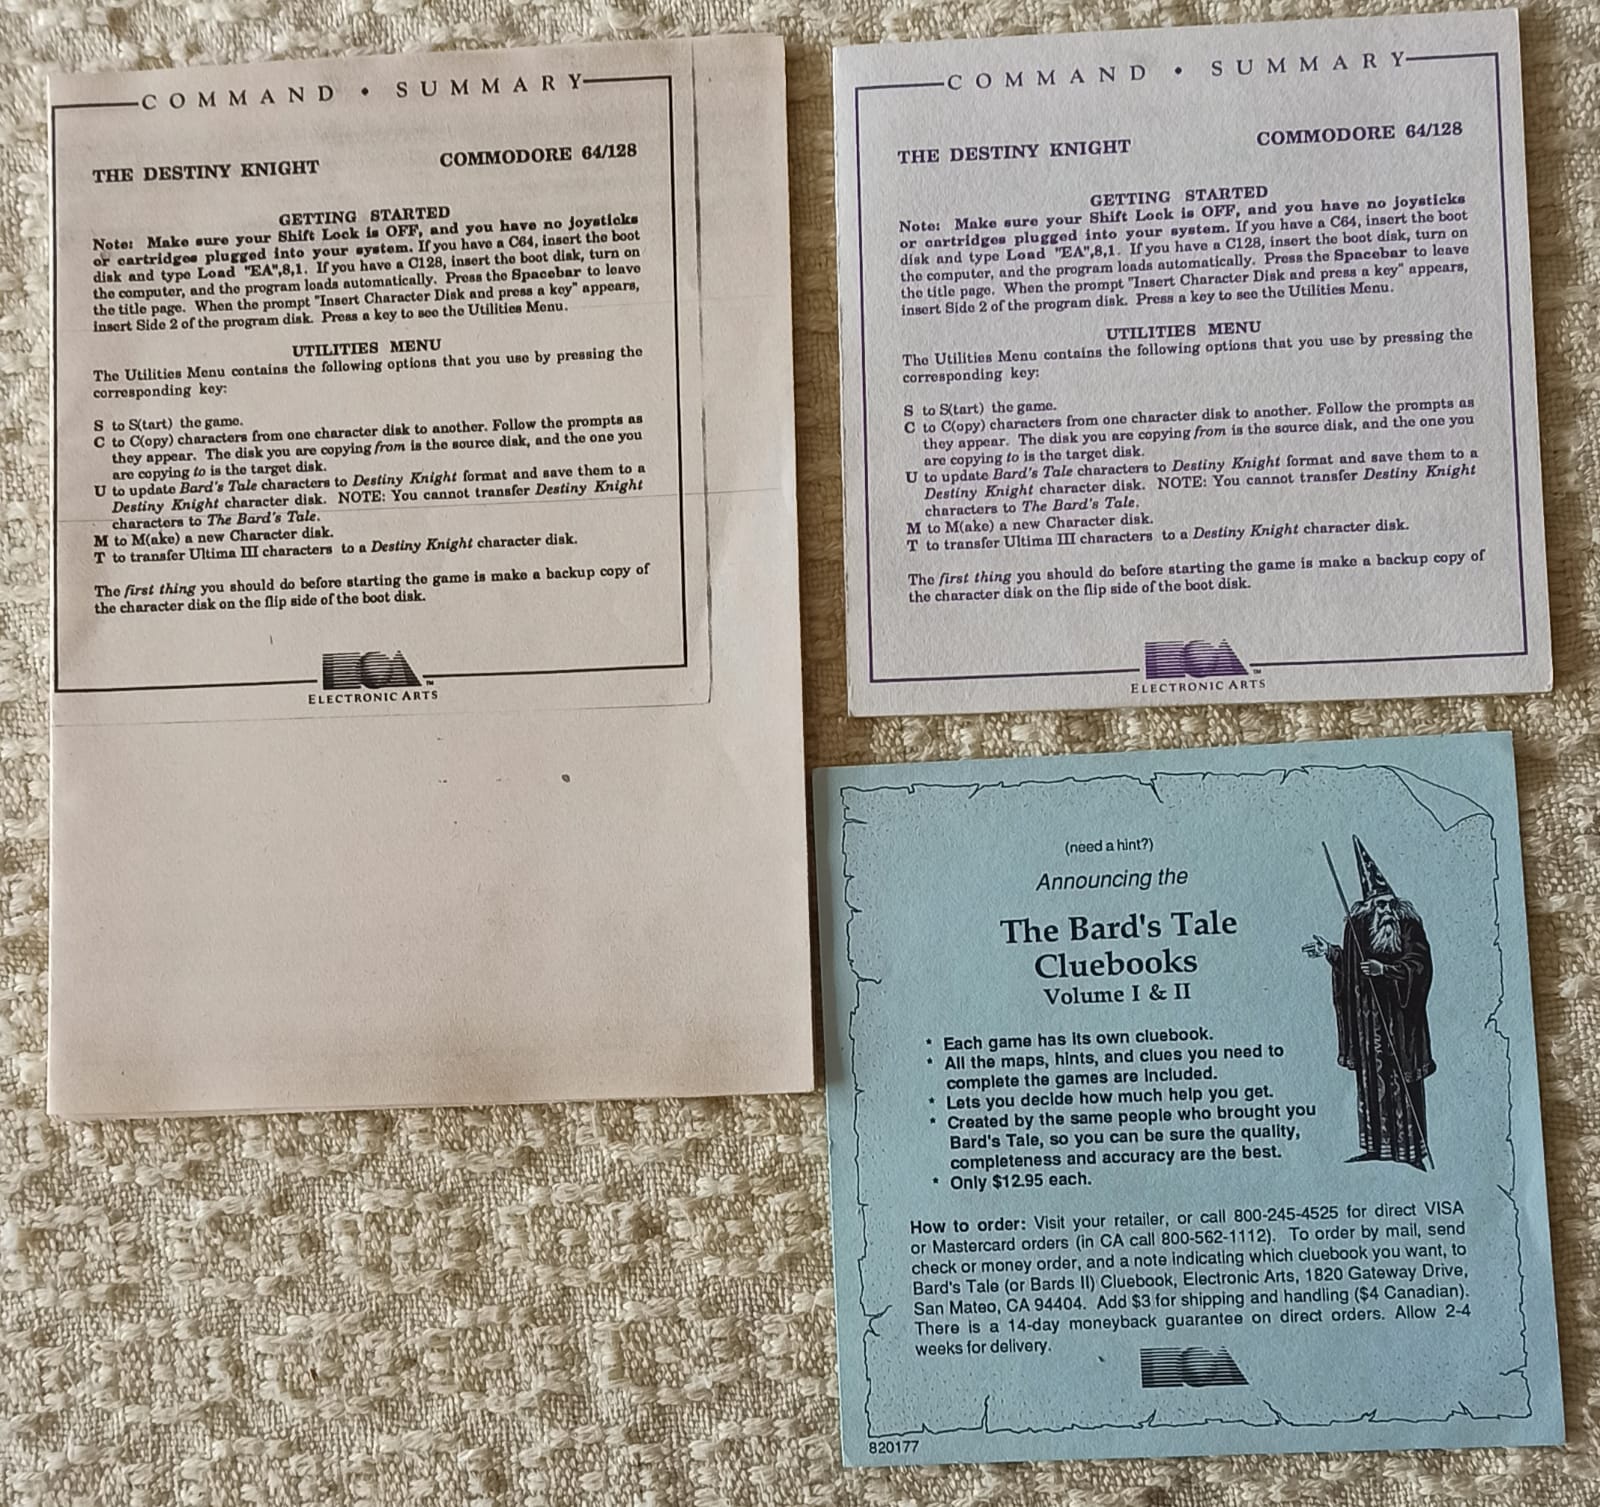 COMMAND • SUMMARY
THE DESTINY KNIGHT COMMODORE 64/128
GETTING STARTED
Note: Make sure your Shift Lock is OFF, and you have no joysticks
or cartridges plugged into your system. If you have a C64, insert the boot
disk and type Load "EA",8,1. If you have a C128, insert the boot disk, turn on
the computer, and the program loads automatically. Press the Spacebar to leave
the title page. When the prompt "Insert Character Disk and press a key" appears,
insert Side 2 of the program disk. Press a key to see the Utilities Menu.
UTILITIES MENU
The Utilities Menu contains the following options that you use by pressing the
corresponding key:
S to S(tart) the game.
C to C(opy) characters from one character disk to another. Follow the prompts as
they appear. The disk you are copying from is the source disk, and the one you
are copying to is the target disk.
U to update Bard's Tale characters to Destiny Knight format and save them to a
Destiny Knight character disk. NOTE: You cannot transfer Destiny Knight
characters to The Bard's Tale.
M to M(ake) a new Character disk.
T to transfer Ultima III characters to a Destiny Knight character disk.
The first thing you should do before starting the game is make a backup copy of
the character disk on the flip side of the boot disk.
EA™
ELECTRONIC ARTS
COMMAND • SUMMARY
THE DESTINY KNIGHT COMMODORE 64/128
GETTING STARTED
Note: Make sure your Shift Lock is OFF, and you have no joysticks
or cartridges plugged into your system. If you have a C64, insert the boot
disk and type Load "EA",8,1. If you have a C128, insert the boot disk, turn on
the computer, and the program loads automatically. Press the Spacebar to leave
the title page. When the prompt "Insert Character Disk and press a key" appears,
insert Side 2 of the program disk. Press a key to see the Utilities Menu.
UTILITIES MENU
The Utilities Menu contains the following options that you use by pressing the
corresponding key:
S to S(tart) the game.
C to C(opy) characters from one character disk to another. Follow the prompts as
they appear. The disk you are copying from is the source disk, and the one you
are copying to is the target disk.
U to update Bard's Tale characters to Destiny Knight format and save them to a
Destiny Knight character disk. NOTE: You cannot transfer Destiny Knight
characters to The Bard's Tale.
M to M(ake) a new Character disk.
T to transfer Ultima III characters to a Destiny Knight character disk.
The first thing you should do before starting the game is make a backup copy of
the character disk on the flip side of the boot disk.
EA™
ELECTRONIC ARTS
(need a hint?)
Announcing the
The Bard's Tale
Cluebooks
Volume I & II
* Each game has its own cluebook.
* All the maps, hints, and clues you need to
complete the games are included.
* Lets you decide how much help you get.
* Created by the same people who brought you
Bard's Tale, so you can be sure the quality,
completeness and accuracy are the best.
* Only $12.95 each.
How to order: Visit your retailer, or call 800-245-4525 for direct VISA
or Mastercard orders (in CA call 800-562-1112). To order by mail, send
check or money order, and a note indicating which cluebook you want, to
Bard's Tale (or Bards II) Cluebook, Electronic Arts, 1820 Gateway Drive,
San Mateo, CA 94404. Add $3 for shipping and handling ($4 Canadian).
There is a 14-day moneyback guarantee on direct orders. Allow 2-4
weeks for delivery.
EA
820177